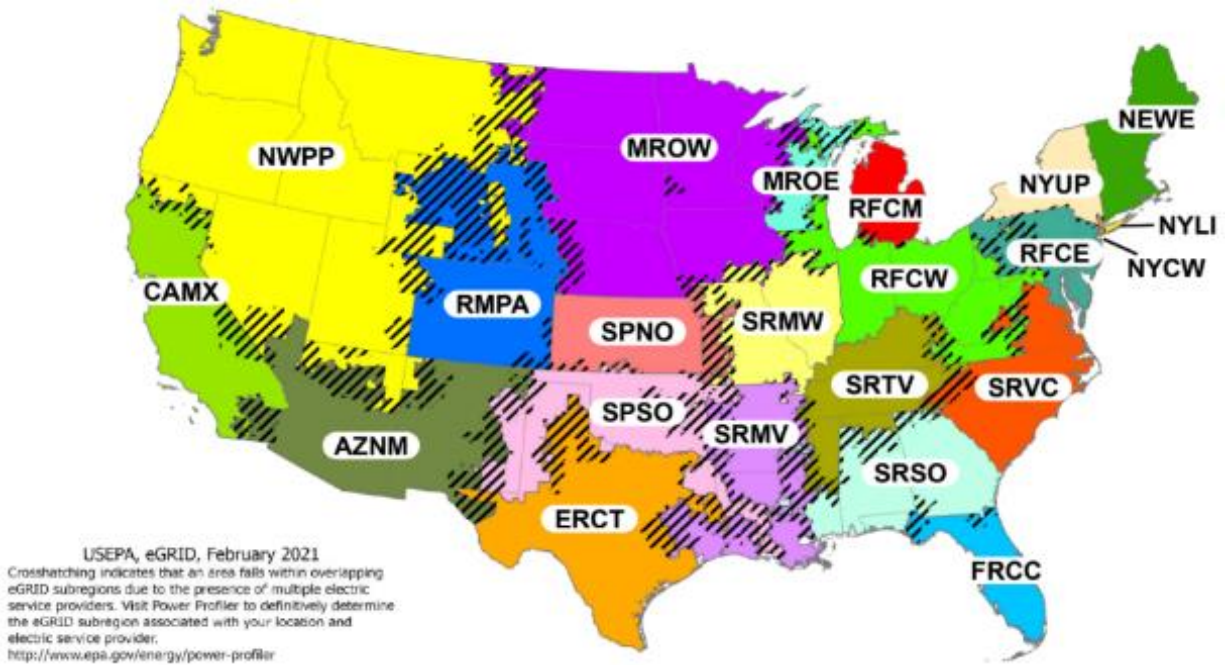 NEWE
MROW
NWPP
NYUP
MROE
RFCM
NYLI
RFCE
NYCW
RFCW
CAMX
RMPA
SRMW
SPNO
SRTV
SRVC
SPSO
SRMV
AZNM
SRSO
ERCT
FRCC
USEPA, eGRID, February 2021
Crosshatching indicates that an area falls within overlapping
eGRID subregions due to the presence of multiple electric
service providers. Visit Power Profiler to definitively determine
the eGRID subregion associated with your location and
electric service provider.
http://www.epa.gov/energy/power-profiler